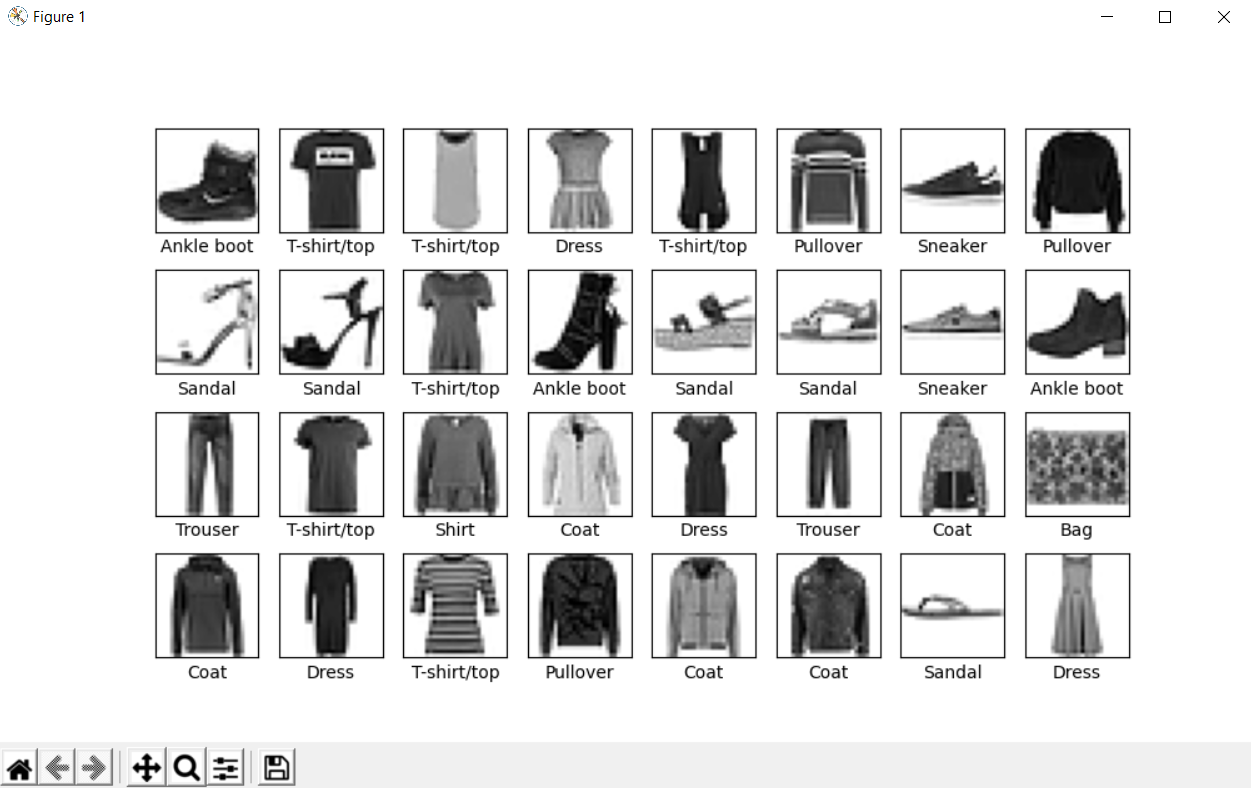 Figure 1
Ankle boot T-shirt/top T-shirt/top Dress T-shirt/top Pullover Sneaker Pullover
Sandal Sandal T-shirt/top Ankle boot Sandal Sandal Sneaker Ankle boot
Trouser T-shirt/top Shirt Coat Dress Trouser Coat Bag
Coat Dress T-shirt/top Pullover Coat Coat Sandal Dress